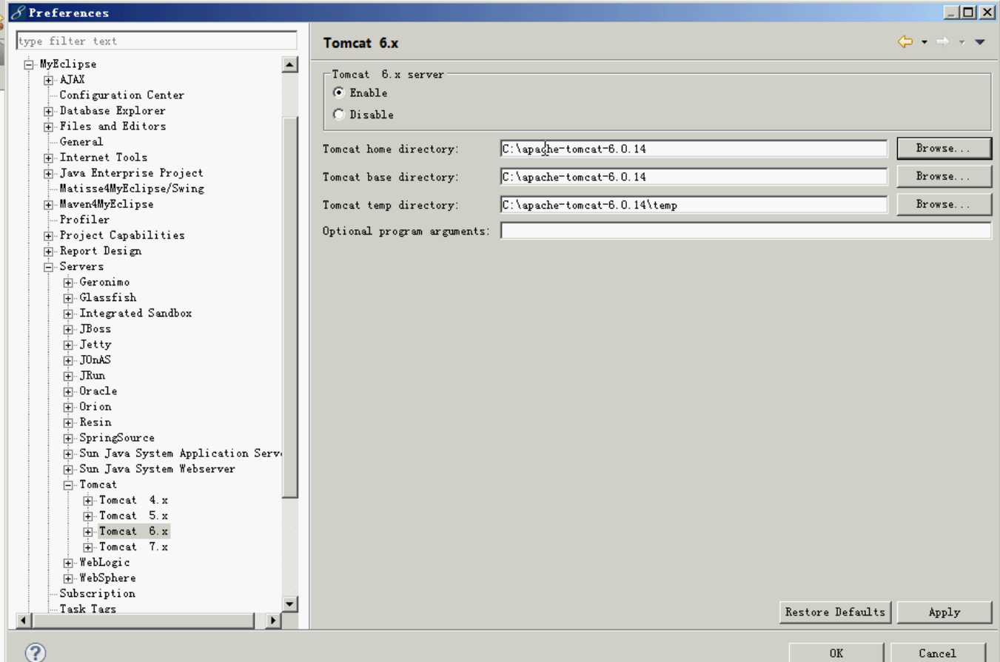 Preferences
type filter text
MyEclipse
AJAX
Configuration Center
Database Explorer
Files and Editors
General
Internet Tools
Java Enterprise Project
Matisse4MyEclipse/Swing
Maven4MyEclipse
Profiler
Project Capabilities
Report Design
Servers
Geronimo
Glassfish
Integrated Sandbox
JBoss
Jetty
JOnAS
JRun
Oracle
Orion
Resin
SpringSource
Sun Java System Application Serv
Sun Java System Webserver
Tomcat
Tomcat 4.x
Tomcat 5.x
Tomcat 6.x
Tomcat 7.x
WebLogic
WebSphere
Subscription
Task Tags
Tomcat 6.x
Tomcat 6.x server
Enable
Disable
Tomcat home directory: C:\apache-tomcat-6.0.14 Browse...
Tomcat base directory: C:\apache-tomcat-6.0.14 Browse...
Tomcat temp directory: C:\apache-tomcat-6.0.14\temp Browse...
Optional program arguments:
Restore Defaults Apply
OK Cancel